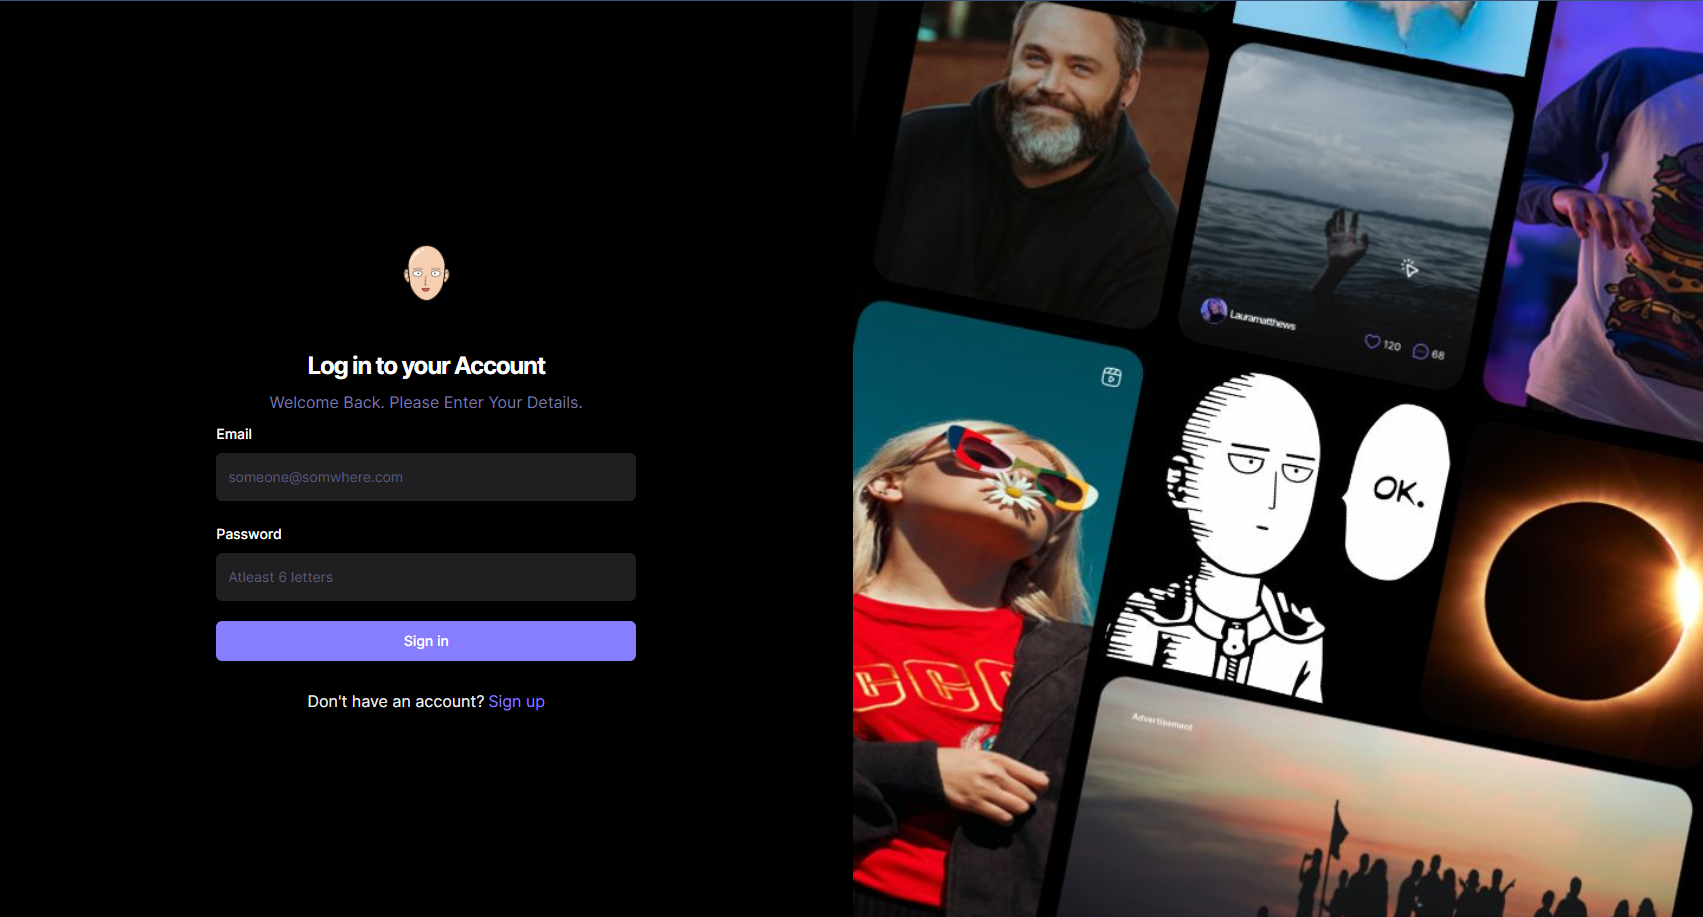 Log in to your Account
Welcome Back. Please Enter Your Details.
Email
someone@somwhere.com
Password
Atleast 6 letters
Sign in
Don't have an account? Sign up
Lauramatthews
120 68
OK.
CCC
Advertisement